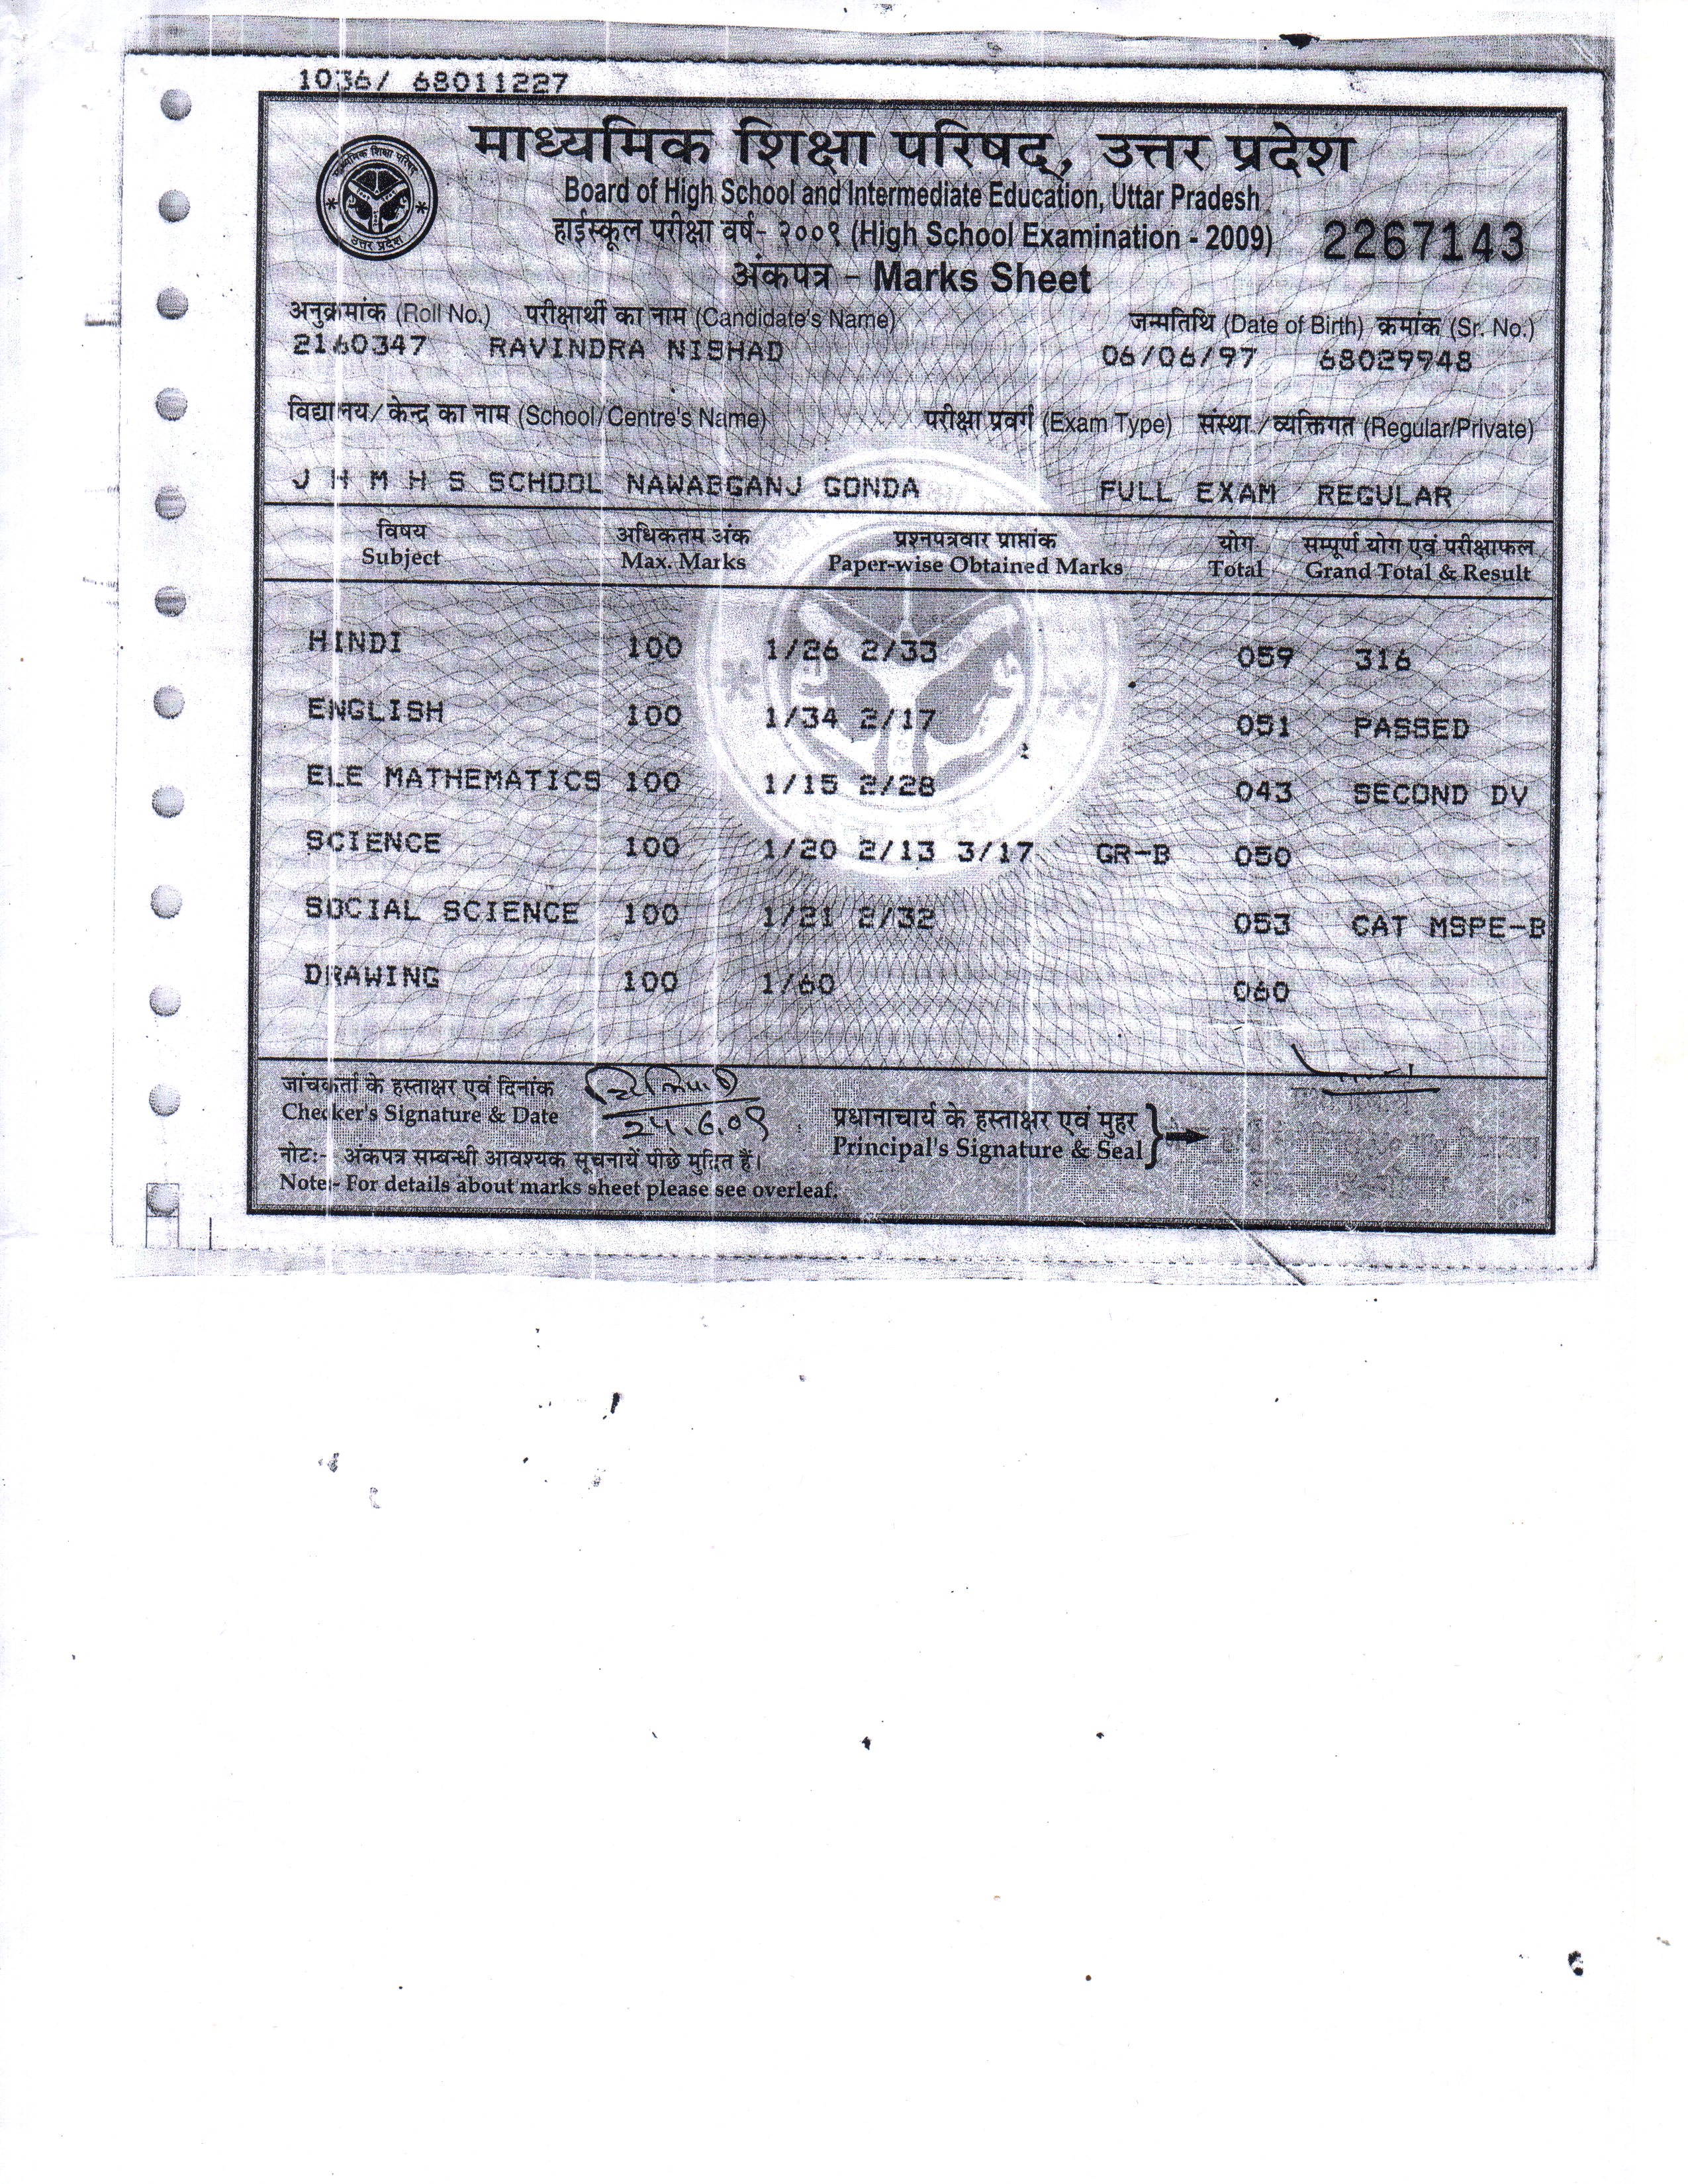 1036/ 68011227
माध्यमिक शिक्षा परिषद्, उत्तर प्रदेश
Board of High School and Intermediate Education, Uttar Pradesh
हाईस्कूल परीक्षा वर्ष- २००९ (High School Examination - 2009) 2267143
अंकपत्र - Marks Sheet
अनुक्रमांक (Roll No.) परीक्षार्थी का नाम (Candidate's Name) जन्मतिथि (Date of Birth) क्रमांक (Sr. No.)
2160347 RAVINDRA NISHAD 06/06/97 68029948
विद्यालय/केन्द्र का नाम (School/Centre's Name) परीक्षा प्रवर्ग (Exam Type) संस्था/व्यक्तिगत (Regular/Private)
J H M H S SCHOOL NAWABGANJ GONDA FULL EXAM REGULAR
विषय अधिकतम अंक प्रश्नपत्रवार प्राप्तांक योग सम्पूर्ण योग एवं परीक्षाफल
Subject Max. Marks Paper-wise Obtained Marks Total Grand Total & Result
HINDI 100 1/26 2/33 059 316
ENGLISH 100 1/34 2/17 051 PASSED
ELE MATHEMATICS 100 1/15 2/28 043 SECOND DV
SCIENCE 100 1/20 2/13 3/17 GR-B 050
SOCIAL SCIENCE 100 1/21 2/32 053 CAT MSPE-B
DRAWING 100 1/60 060
जांचकर्ता के हस्ताक्षर एवं दिनांक
Checker's Signature & Date 24.6.09
प्रधानाचार्य के हस्ताक्षर एवं मुहर
Principal's Signature & Seal
नोट:- अंकपत्र सम्बन्धी आवश्यक सूचनायें पीछे मुद्रित हैं।
Note:- For details about marks sheet please see overleaf.